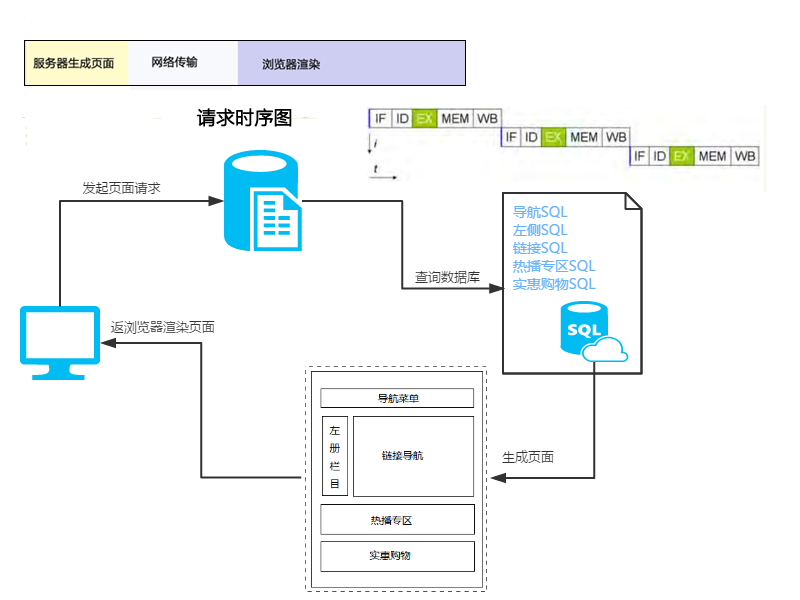 服务器生成页面 网络传输 浏览器渲染
请求时序图
IF ID EX MEM WB
IF ID EX MEM WB
IF ID EX MEM WB
i
t
发起页面请求
导航SQL
左侧SQL
链接SQL
热播专区SQL
实惠购物SQL
查询数据库
SQL
返浏览器渲染页面
导航菜单
左
册
栏
目
链接导航
生成页面
热播专区
实惠购物